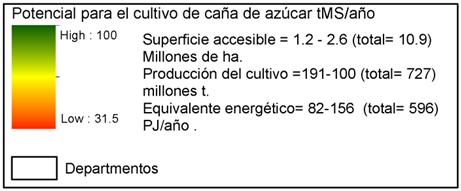 Potencial para el cultivo de caña de azúcar tMS/año
High : 100
Superficie accesible = 1.2 - 2.6 (total= 10.9)
Millones de ha.
Producción del cultivo =191-100 (total= 727)
millones t.
Equivalente energético= 82-156 (total= 596)
PJ/año .
Low : 31.5
Departmentos